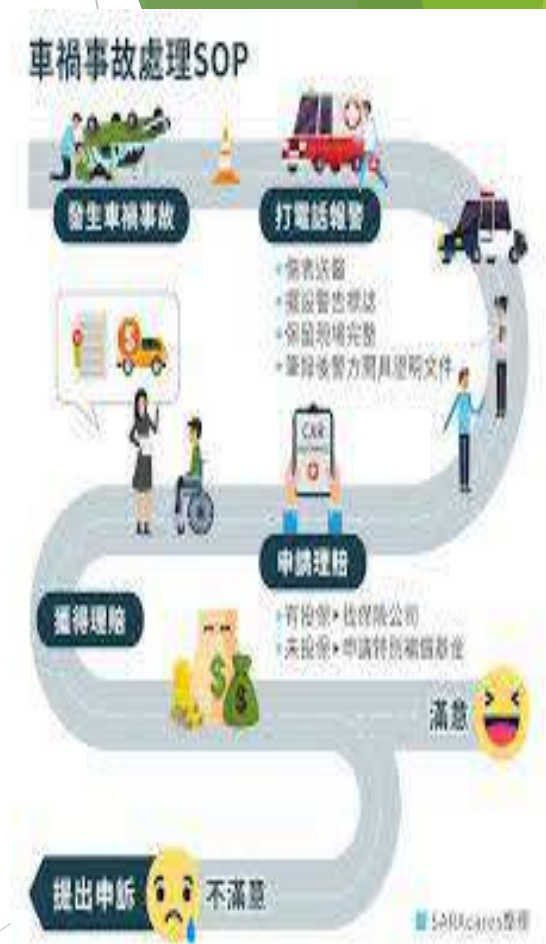 車禍事故處理SOP
發生車禍事故
打電話報警
傷者送醫
擺設警告標誌
保留現場完整
筆錄後警方開具證明文件
CAR
申請理賠
有投保▶找保險公司
未投保▶申請特別補償基金
獲得理賠
滿意
提出申訴
不滿意
SARAcares整理